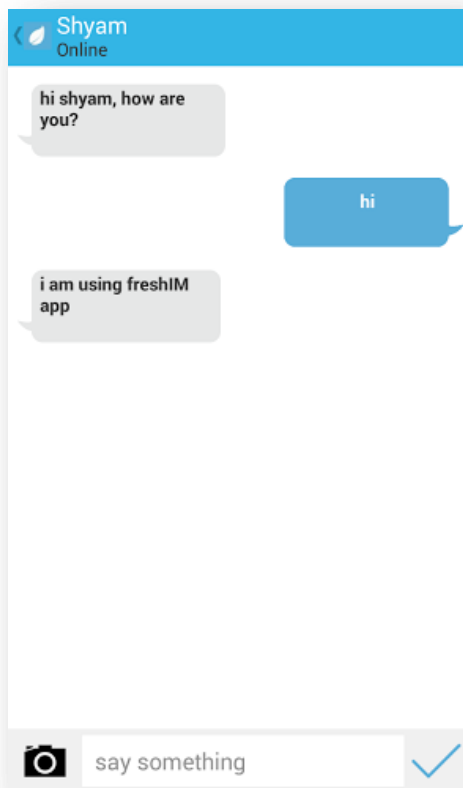 Shyam
Online
hi shyam, how are
you?
hi
i am using freshIM
app
say something